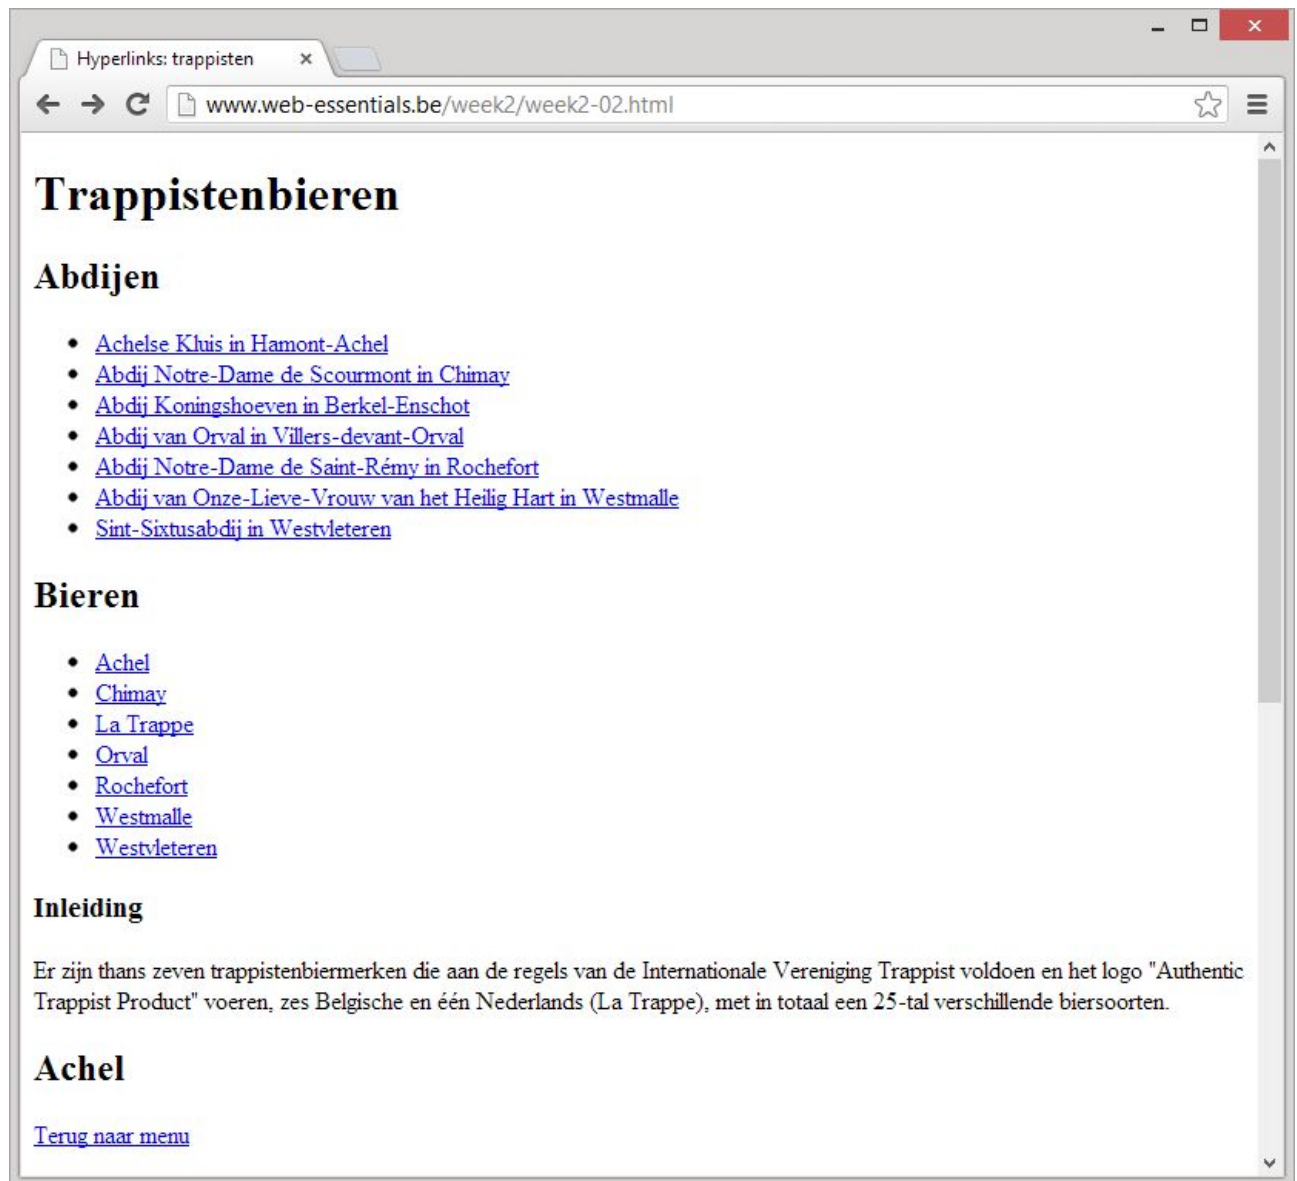 Hyperlinks: trappisten
www.web-essentials.be/week2/week2-02.html
Trappistenbieren
Abdijen
Achelse Kluis in Hamont-Achel
Abdij Notre-Dame de Scourmont in Chimay
Abdij Koningshoeven in Berkel-Enschot
Abdij van Orval in Villers-devant-Orval
Abdij Notre-Dame de Saint-Rémy in Rochefort
Abdij van Onze-Lieve-Vrouw van het Heilig Hart in Westmalle
Sint-Sixtusabdij in Westvleteren
Bieren
Achel
Chimay
La Trappe
Orval
Rochefort
Westmalle
Westvleteren
Inleiding
Er zijn thans zeven trappistenbiermerken die aan de regels van de Internationale Vereniging Trappist voldoen en het logo "Authentic
Trappist Product" voeren, zes Belgische en één Nederlands (La Trappe), met in totaal een 25-tal verschillende biersoorten.
Achel
Terug naar menu